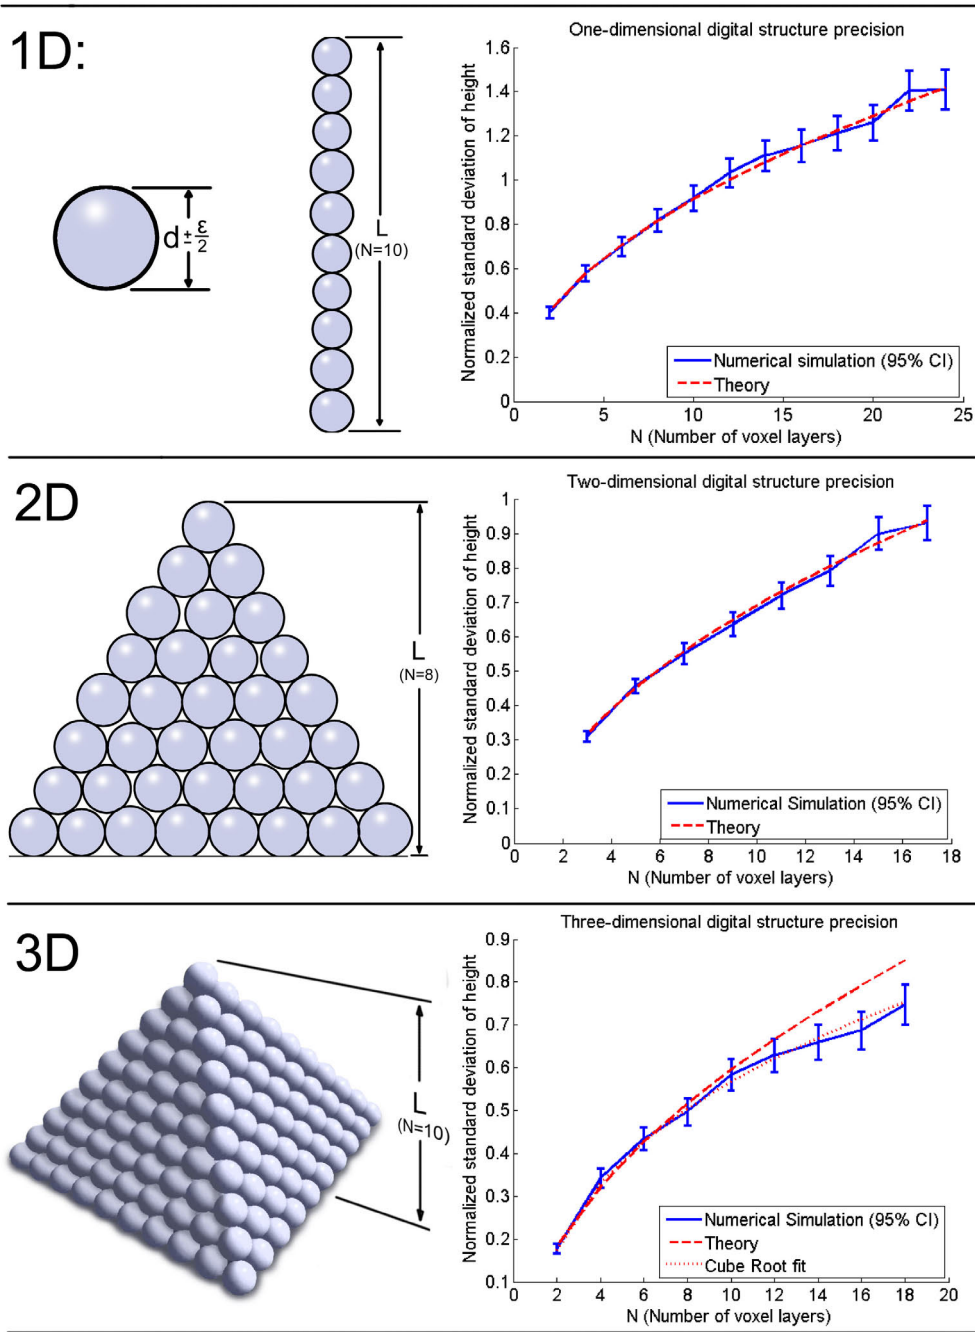 1D:
d ± ε/2
L
(N=10)
One-dimensional digital structure precision
Normalized standard deviation of height
1.6
1.4
1.2
1
0.8
0.6
0.4
0.2
0
0 5 10 15 20 25
N (Number of voxel layers)
Numerical simulation (95% CI)
Theory
2D
L
(N=8)
Two-dimensional digital structure precision
Normalized standard deviation of height
1
0.9
0.8
0.7
0.6
0.5
0.4
0.3
0.2
0.1
0
0 2 4 6 8 10 12 14 16 18
N (Number of voxel layers)
Numerical Simulation (95% CI)
Theory
3D
L
(N=10)
Three-dimensional digital structure precision
Normalized standard deviation of height
0.9
0.8
0.7
0.6
0.5
0.4
0.3
0.2
0.1
0 2 4 6 8 10 12 14 16 18 20
N (Number of voxel layers)
Numerical Simulation (95% CI)
Theory
Cube Root fit